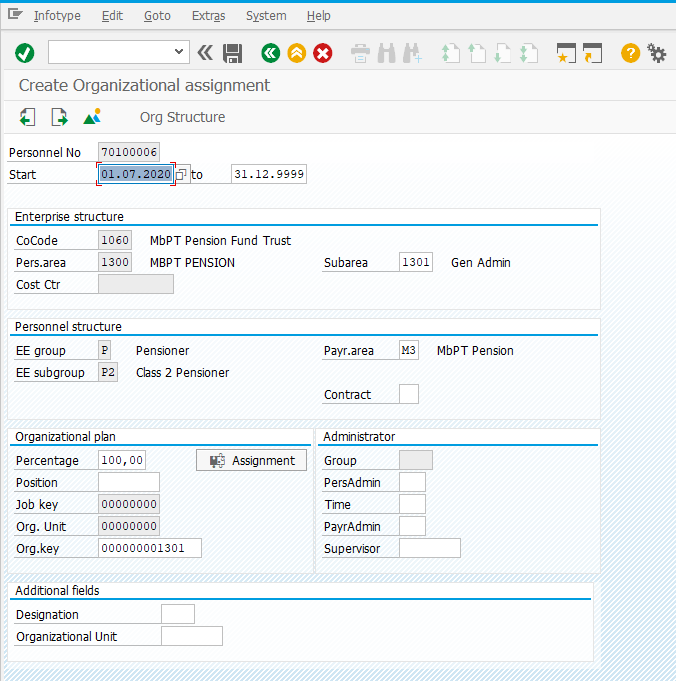 Infotype Edit Goto Extras System Help
Create Organizational assignment
Org Structure
Personnel No 70100006
Start 01.07.2020 to 31.12.9999
Enterprise structure
CoCode 1060 MbPT Pension Fund Trust
Pers.area 1300 MBPT PENSION Subarea 1301 Gen Admin
Cost Ctr
Personnel structure
EE group P Pensioner Payr.area M3 MbPT Pension
EE subgroup P2 Class 2 Pensioner
Contract
Organizational plan Administrator
Percentage 100,00 Assignment Group
Position PersAdmin
Job key 00000000 Time
Org. Unit 00000000 PayrAdmin
Org.key 000000001301 Supervisor
Additional fields
Designation
Organizational Unit